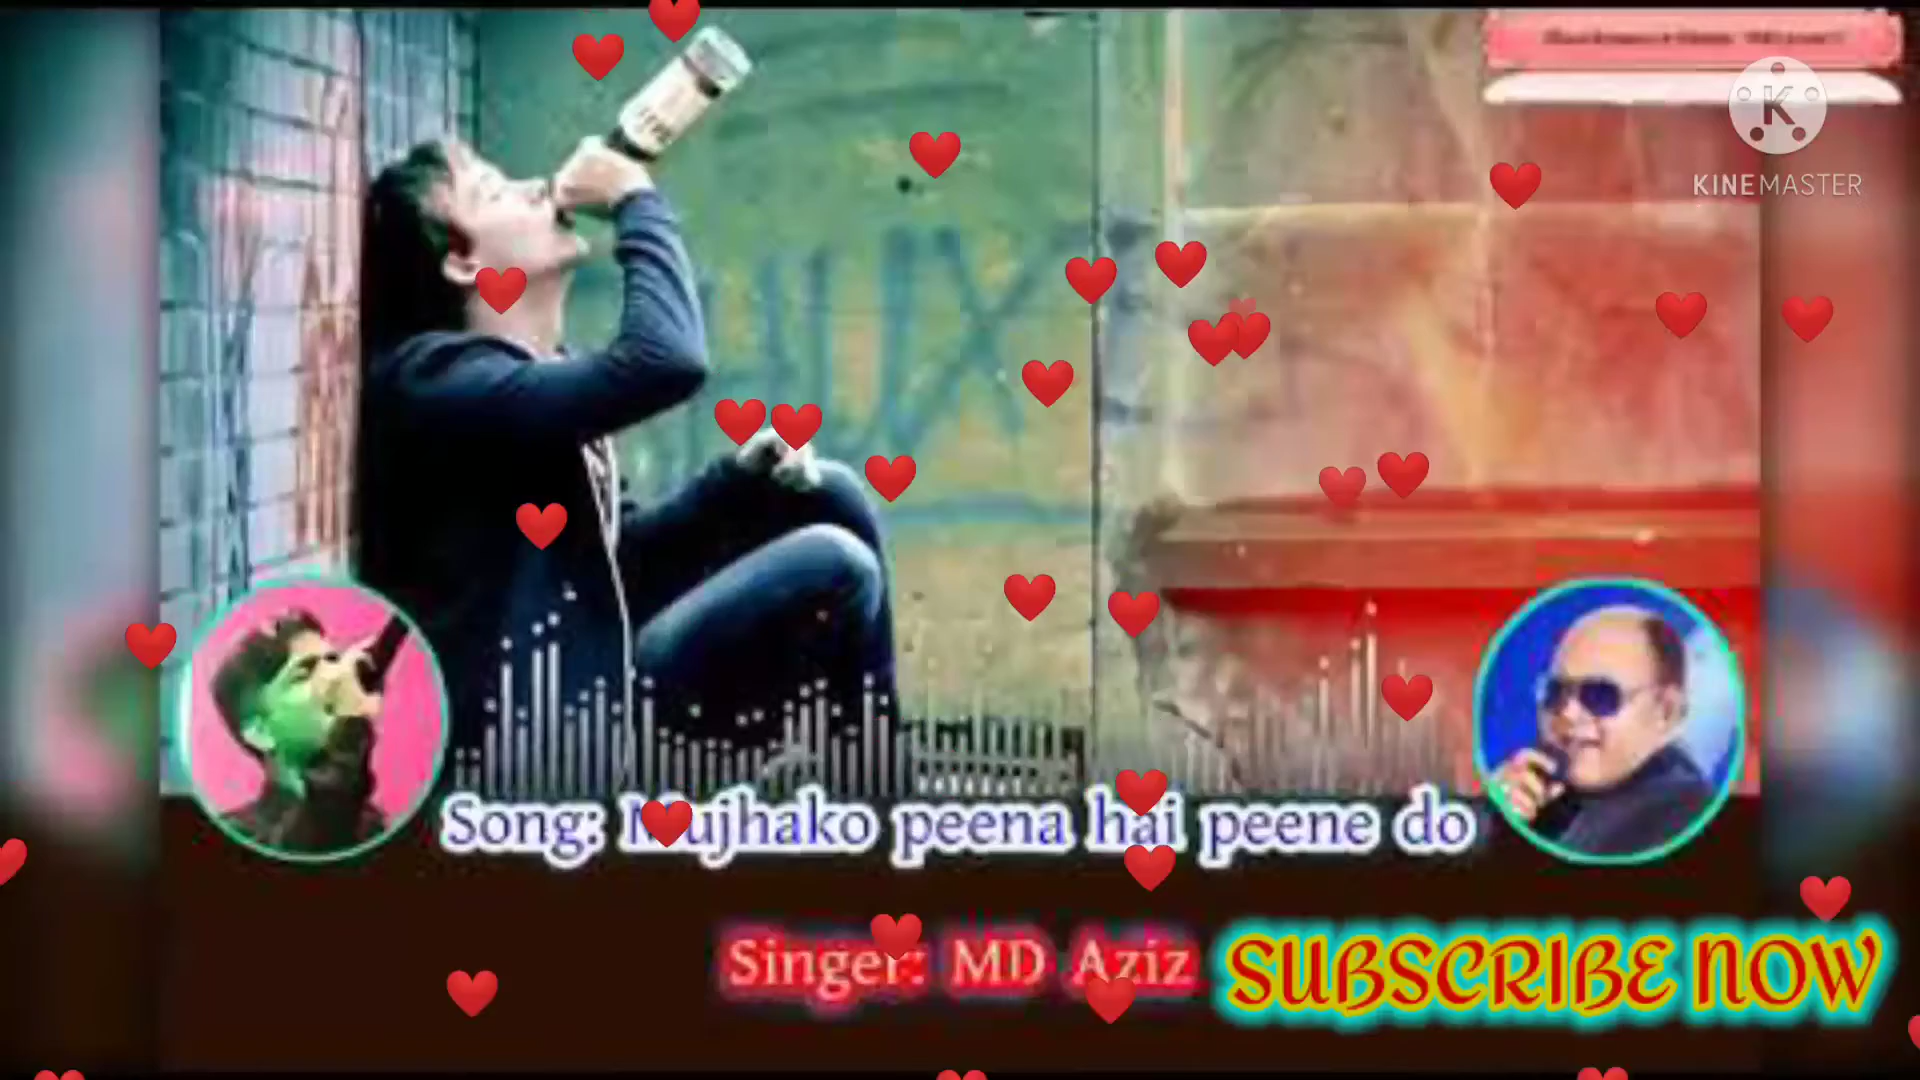 KINEMASTER
Song: Mujhako peena hai peene do
Singer: MD Aziz
SUBSCRIBE NOW